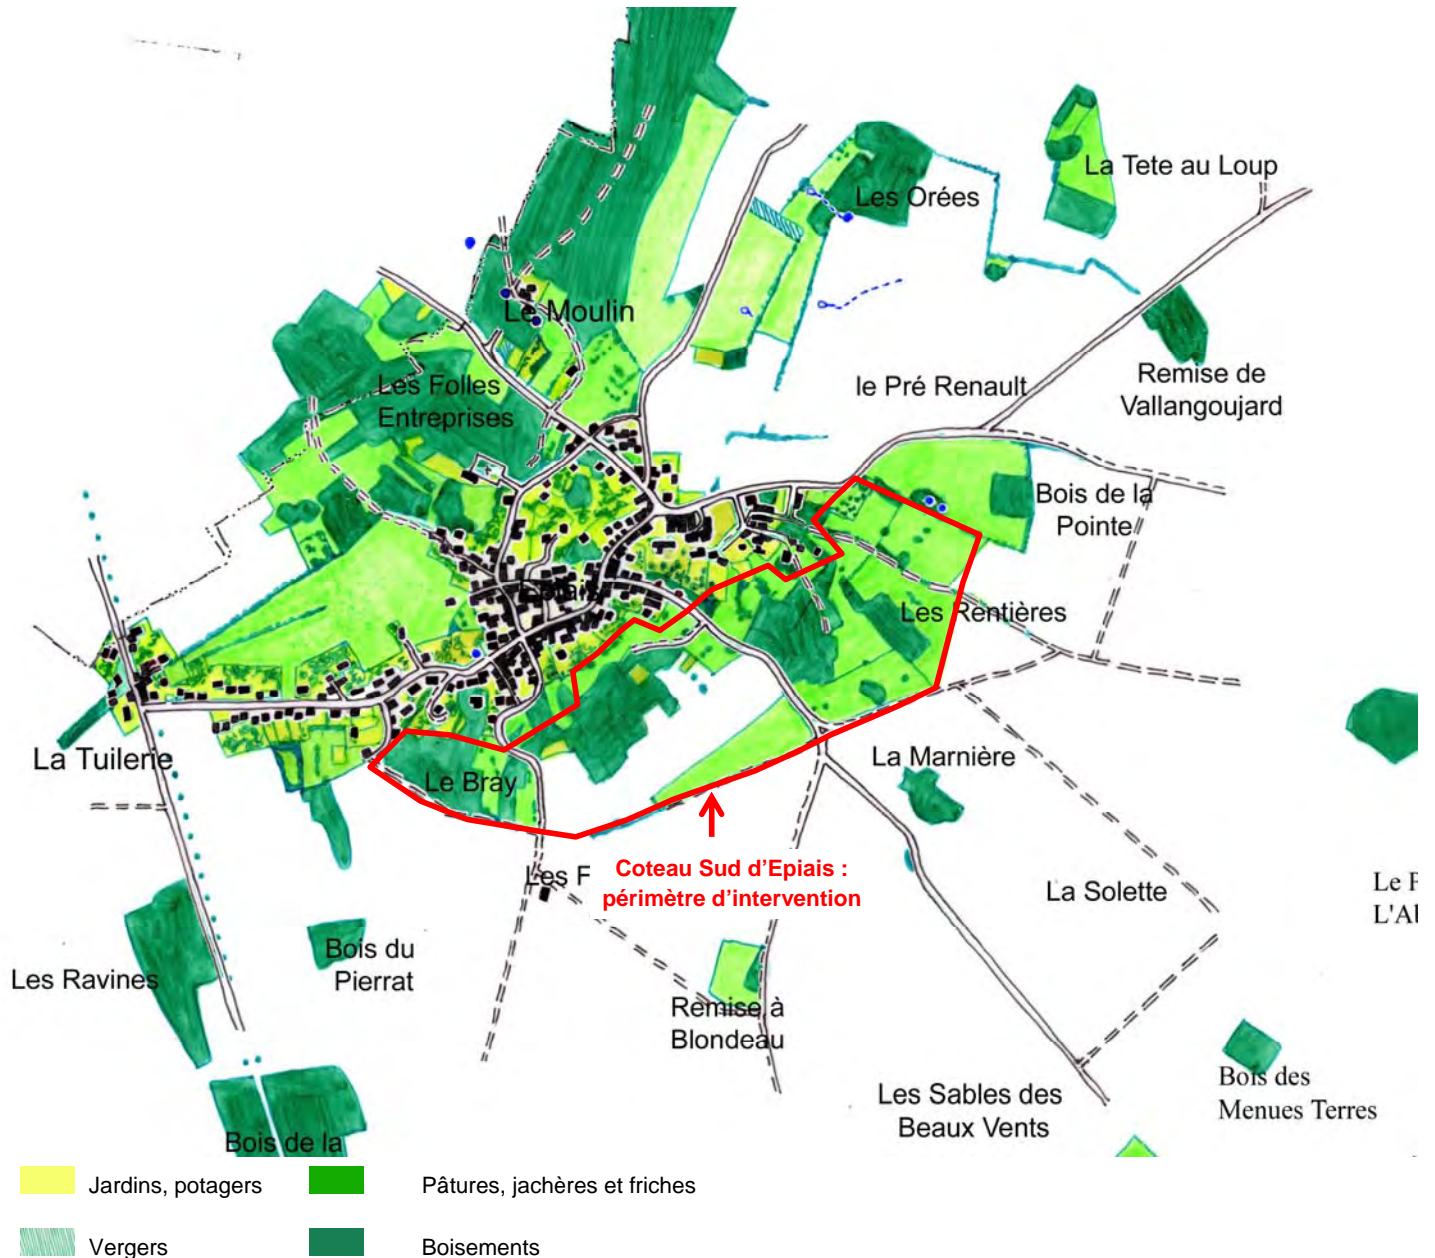 La Tete au Loup
Les Orées
Le Moulin
Les Folles
Entreprises
le Pré Renault
Remise de
Vallangoujard
Bois de la
Pointe
Epiais
Les Rentières
La Tuilerie
Le Bray
La Marnière
Les F
Coteau Sud d’Epiais :
périmètre d’intervention
La Solette
Le
L'A
Bois du
Pierrat
Les Ravines
Remise à
Blondeau
Les Sables des
Beaux Vents
Bois des
Menues Terres
Bois de la
Jardins, potagers
Pâtures, jachères et friches
Vergers
Boisements